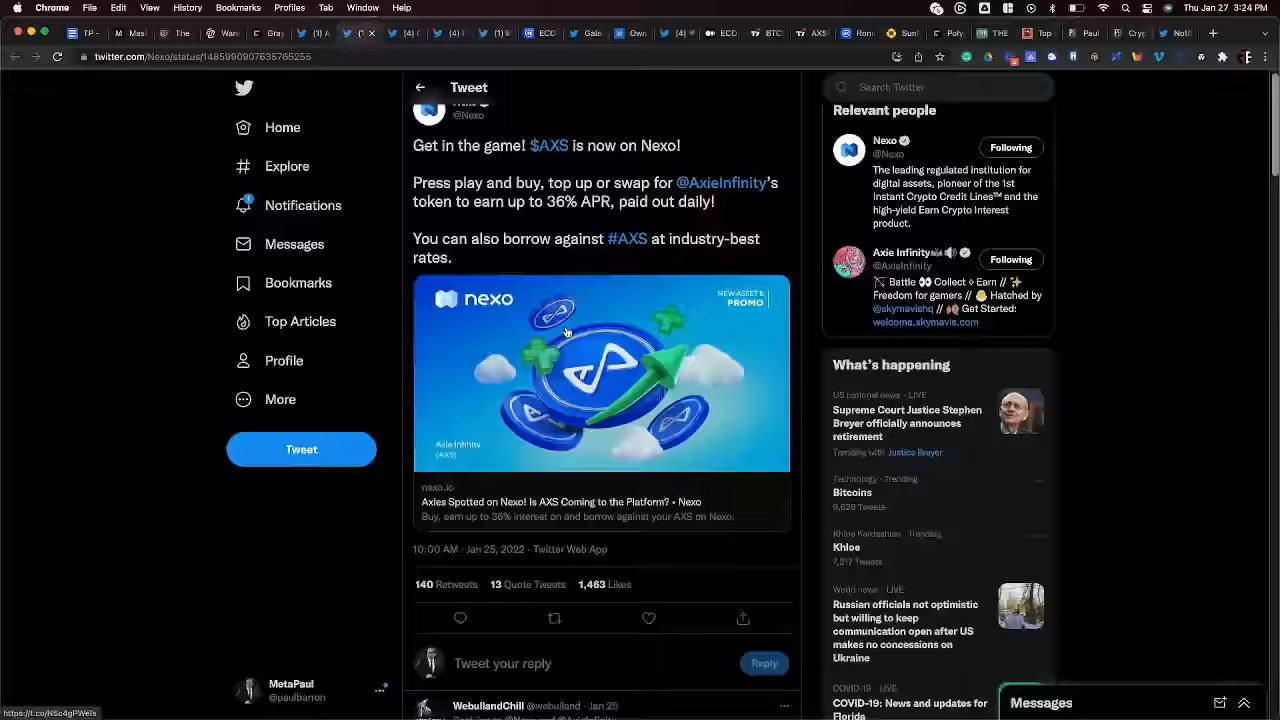 Chrome File Edit View History Bookmarks Profiles Tab Window Help
Thu Jan 27 3:24 PM
twitter.com/Nexo/status/1485990907635765255
Home
Explore
Notifications
Messages
Bookmarks
Top Articles
Profile
More
Tweet
MetaPaul
@paulbarron
Tweet
@Nexo
Get in the game! $AXS is now on Nexo!
Press play and buy, top up or swap for @AxieInfinity's
token to earn up to 36% APR, paid out daily!
You can also borrow against #AXS at industry-best
rates.
nexo
NEW ASSET &
PROMO
Axie Infinity
(AXS)
nexo.io
Axies Spotted on Nexo! Is AXS Coming to the Platform? • Nexo
Buy, earn up to 36% interest on and borrow against your AXS on Nexo.
10:00 AM · Jan 25, 2022 · Twitter Web App
140 Retweets 13 Quote Tweets 1,463 Likes
Tweet your reply
Reply
WebullandChill @webulland · Jan 25
Search Twitter
Relevant people
Nexo
@Nexo
Following
The leading regulated institution for
digital assets, pioneer of the 1st
Instant Crypto Credit Lines™ and the
high-yield Earn Crypto Interest
product.
Axie Infinity
@AxieInfinity
Following
Battle Collect + Earn //
Freedom for gamers // Hatched by
@skymavishq // Get Started:
welcome.skymavis.com
What's happening
US national news · LIVE
Supreme Court Justice Stephen
Breyer officially announces
retirement
Trending with Justice Breyer
Technology · Trending
Bitcoins
9,628 Tweets
Khloe Kardashian · Trending
Khloe
7,217 Tweets
World news · LIVE
Russian officials not optimistic
but willing to keep
communication open after US
makes no concessions on
Ukraine
COVID-19 · LIVE
COVID-19: News and updates for
Florida
Messages